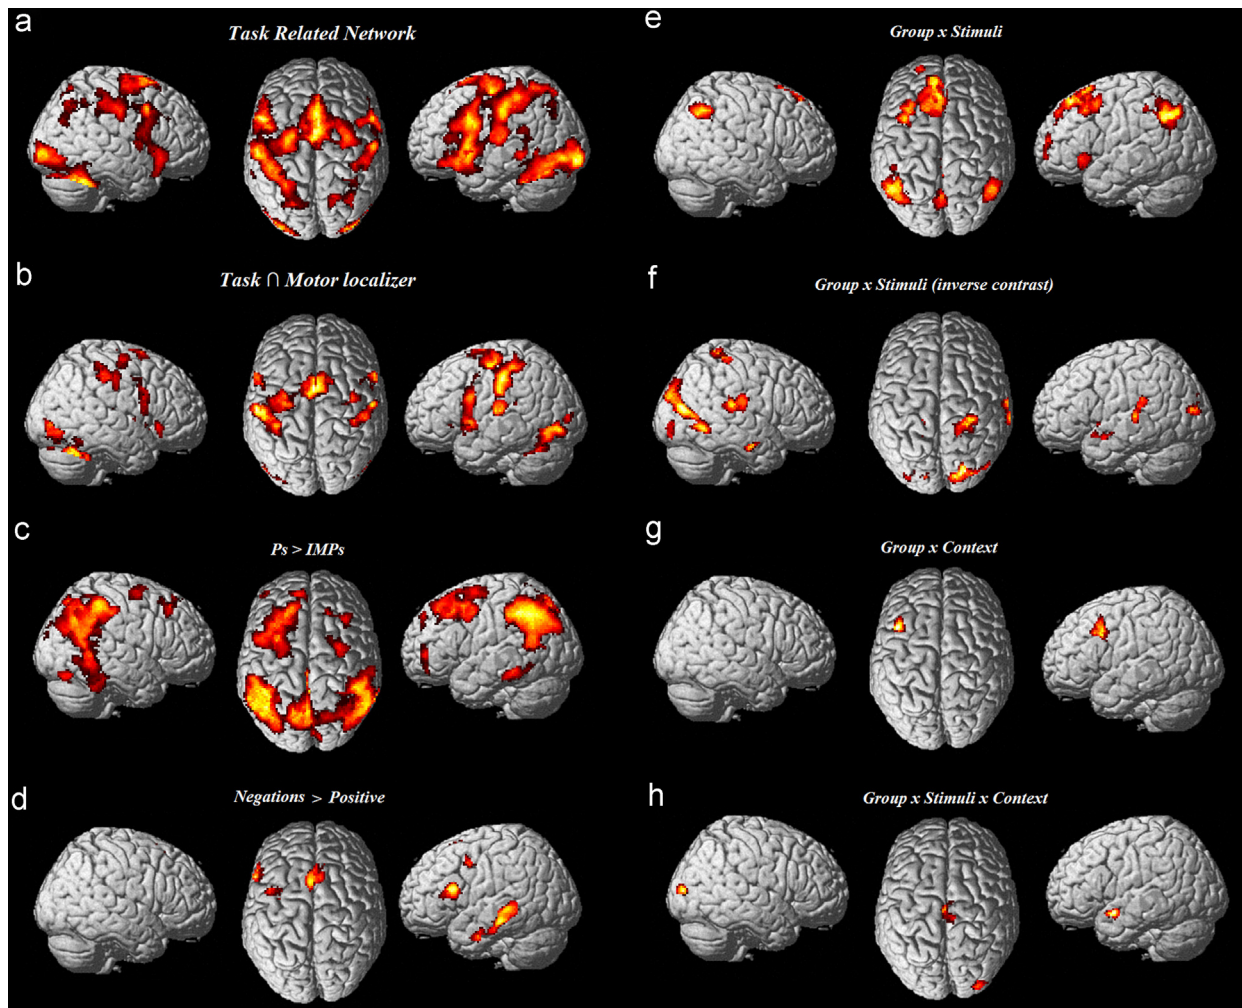 a
Task Related Network
b
Task ∩ Motor localizer
c
Ps > IMPs
d
Negations > Positive
e
Group x Stimuli
f
Group x Stimuli (inverse contrast)
g
Group x Context
h
Group x Stimuli x Context